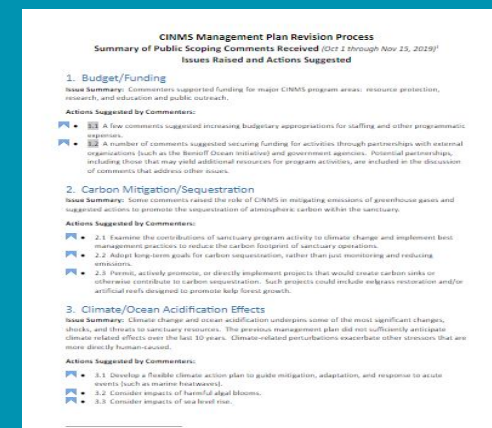 CINMS Management Plan Revision Process
Summary of Public Scoping Comments Received (Oct 1 through Nov 15, 2019)¹
Issues Raised and Actions Suggested
1. Budget/Funding
Issue Summary: Commenters supported funding for major CINMS program areas: resource protection,
research, and education and public outreach.
Actions Suggested by Commenters:
• 1.1 A few comments suggested increasing budgetary appropriations for staffing and other programmatic
expenses.
• 1.2 A number of comments suggested securing funding for activities through partnerships with external
organizations (such as the Benioff Ocean Initiative) and government agencies. Potential partnerships,
including those that may yield additional resources for program activities, are included in the discussion
of comments that address other issues.
2. Carbon Mitigation/Sequestration
Issue Summary: Some comments raised the role of CINMS in mitigating emissions of greenhouse gases and
suggested actions to promote the sequestration of atmospheric carbon within the sanctuary.
Actions Suggested by Commenters:
• 2.1 Examine the contributions of sanctuary program activity to climate change and implement best
management practices to reduce the carbon footprint of sanctuary operations.
• 2.2 Adopt long-term goals for carbon sequestration, rather than just monitoring and reducing
emissions.
• 2.3 Permit, actively promote, or directly implement projects that would create carbon sinks or
otherwise contribute to carbon sequestration. Such projects could include eelgrass restoration and/or
artificial reefs designed to promote kelp forest growth.
3. Climate/Ocean Acidification Effects
Issue Summary: Climate change and ocean acidification underpins some of the most significant changes,
shocks, and threats to sanctuary resources. The previous management plan did not sufficiently anticipate
climate related effects over the last 10 years. Climate-related perturbations exacerbate other stressors that are
more directly human-caused.
Actions Suggested by Commenters:
• 3.1 Develop a flexible climate action plan to guide mitigation, adaptation, and response to acute
events (such as marine heatwaves).
• 3.2 Consider impacts of harmful algal blooms.
• 3.3 Consider impacts of sea level rise.